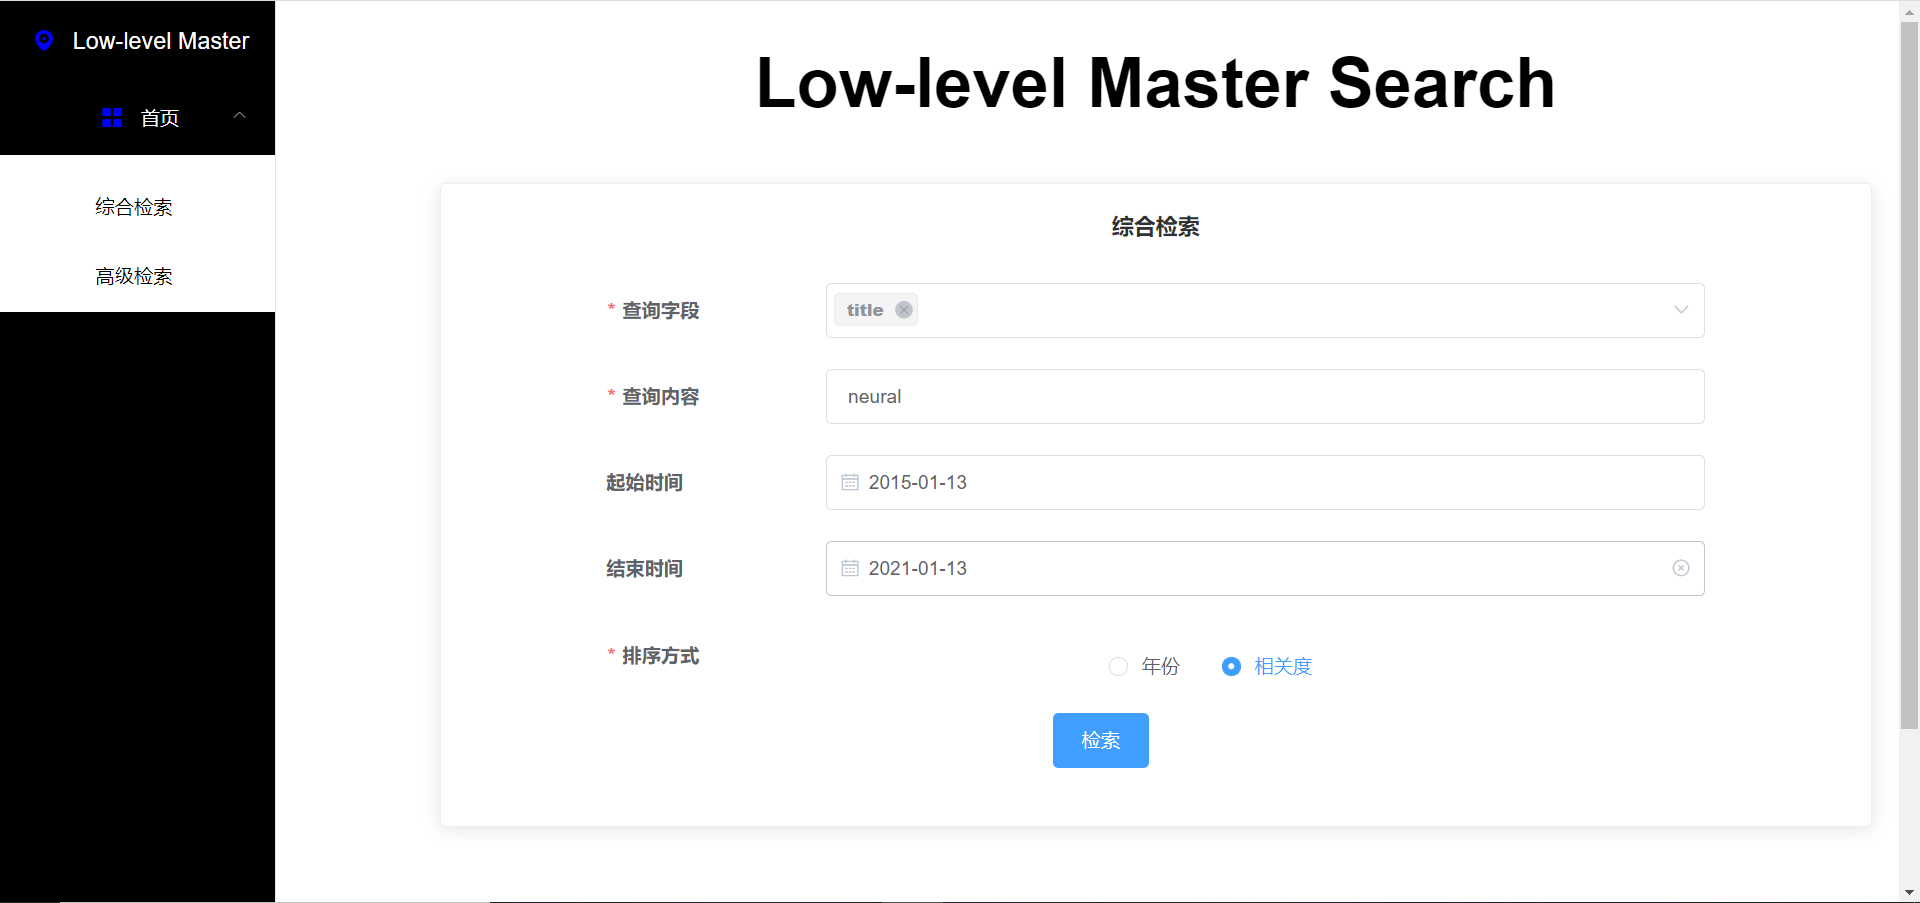 Low-level Master
首页
综合检索
高级检索
Low-level Master Search
综合检索
* 查询字段 title
* 查询内容 neural
起始时间 2015-01-13
结束时间 2021-01-13
* 排序方式 年份 相关度
检索